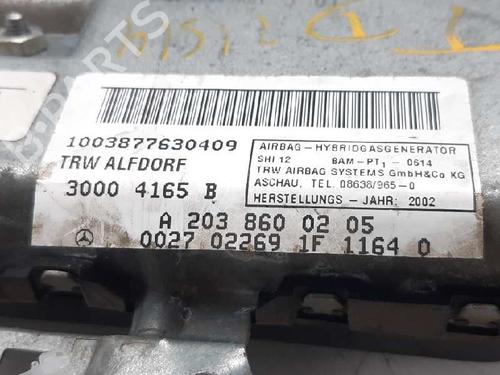 1003877630409
TRW ALFDORF
3000 4165 B
AIRBAG - HYBRIDGASGENERATOR
SHI 12 BAM-PT₁-0614
TRW AIRBAG SYSTEMS GmbH&Co KG
ASCHAU. TEL. 08638/965-0
HERSTELLUNGS - JAHR: 2002
A 203 860 02 05
0027 02269 1F 1164 0